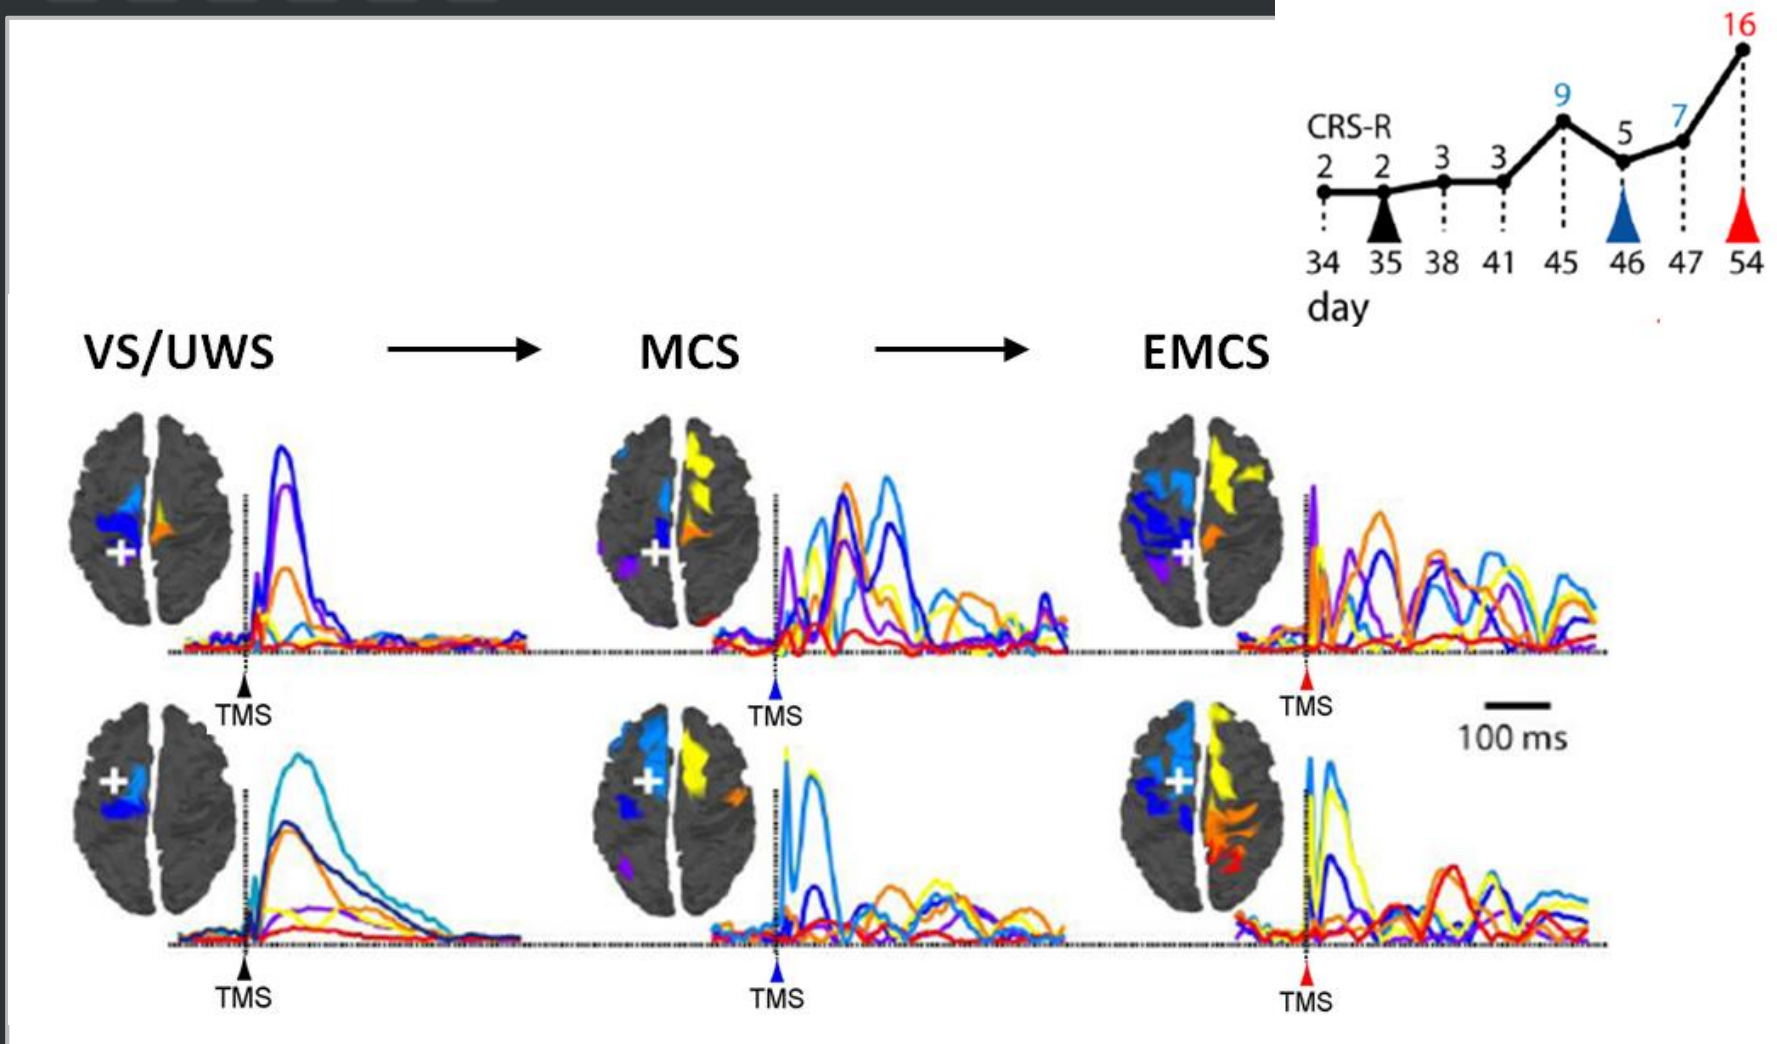 16
9
7
5
CRS-R
2 2 3 3
34 35 38 41 45 46 47 54
day
VS/UWS MCS EMCS
TMS TMS TMS
100 ms
TMS TMS TMS